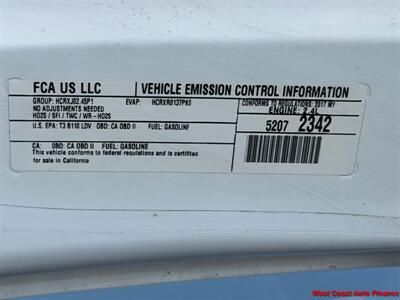 FCA US LLC
VEHICLE EMISSION CONTROL INFORMATION
GROUP: HCRXJ02.45P1
EVAP: HCRXR0137PK0
NO ADJUSTMENTS NEEDED
HO2S / SFI / TWC / WR-HO2S
CONFORMS TO REGULATIONS: 2017 MY
ENGINE: 2.4L
U.S. EPA: T3 B110 LDV OBD: CA OBD II FUEL: GASOLINE
5207 2342
CA: OBD: CA OBD II FUEL: GASOLINE
This vehicle conforms to federal regulations and is certified
for sale in California
West Coast Auto Finance